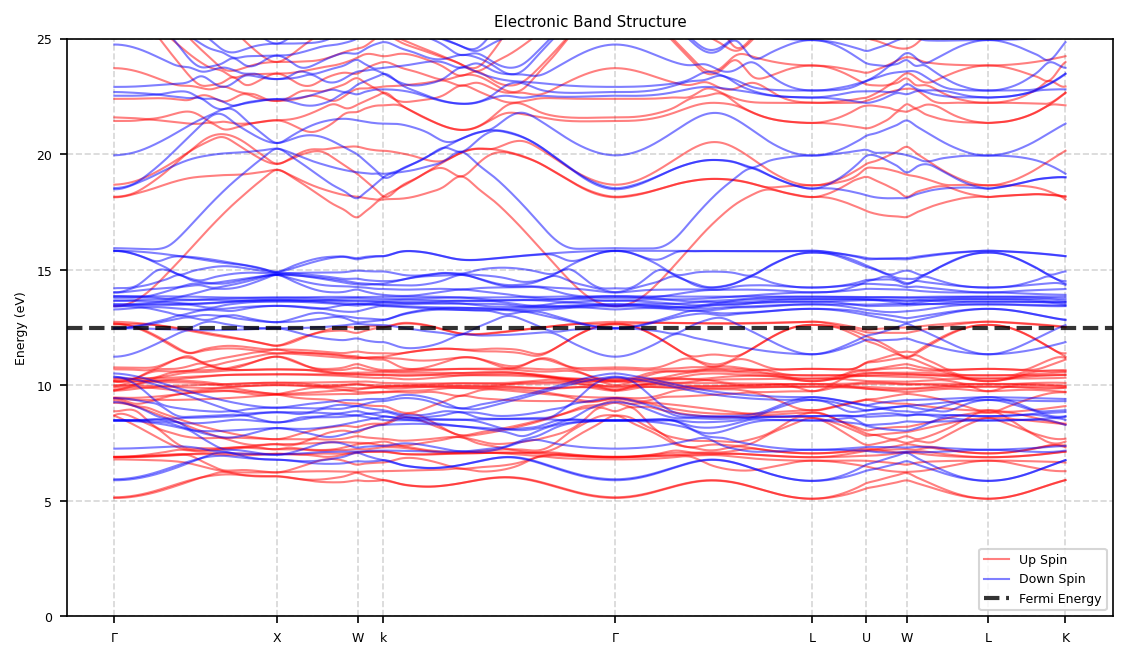 Electronic Band Structure
Energy (eV)
25
20
15
10
5
0
Γ X W k Γ L U W L K
Up Spin
Down Spin
Fermi Energy